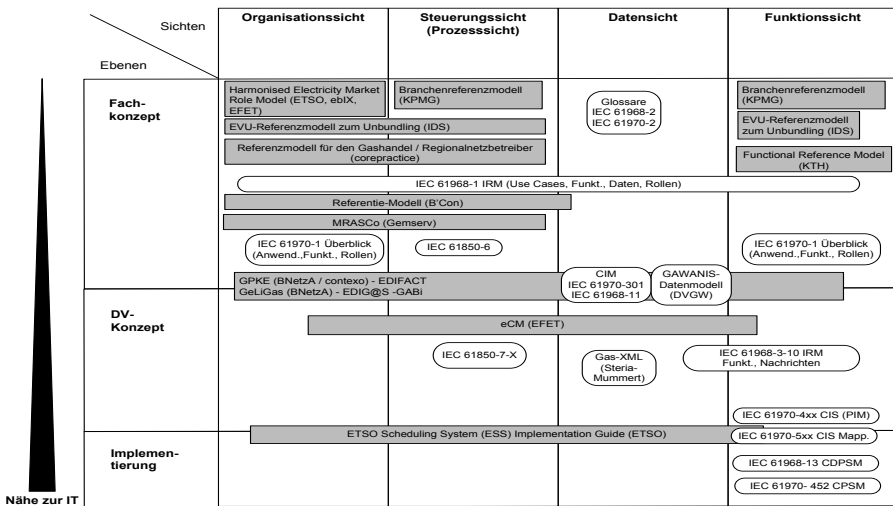 Sichten
Ebenen
Organisationssicht
Steuerungssicht
(Prozesssicht)
Datensicht
Funktionssicht
Fach-
konzept
Harmonised Electricity Market
Role Model (ETSO, ebIX,
EFET)
Branchenreferenzmodell
(KPMG)
Glossare
IEC 61968-2
IEC 61970-2
Branchenreferenzmodell
(KPMG)
EVU-Referenzmodell zum Unbundling (IDS)
EVU-Referenzmodell
zum Unbundling (IDS)
Referenzmodell für den Gashandel / Regionalnetzbetreiber
(corepractice)
Functional Reference Model
(KTH)
IEC 61968-1 IRM (Use Cases, Funkt., Daten, Rollen)
Referentie-Modell (B'Con)
MRASCo (Gemserv)
IEC 61970-1 Überblick
(Anwend.,Funkt., Rollen)
IEC 61850-6
IEC 61970-1 Überblick
(Anwend.,Funkt., Rollen)
GPKE (BNetzA / contexo) - EDIFACT
GeLiGas (BNetzA) - EDIG@S -GABi
CIM
IEC 61970-301
IEC 61968-11
GAWANIS-
Datenmodell
(DVGW)
DV-
Konzept
eCM (EFET)
IEC 61850-7-X
Gas-XML
(Steria-
Mummert)
IEC 61968-3-10 IRM
Funkt., Nachrichten
IEC 61970-4xx CIS (PIM)
ETSO Scheduling System (ESS) Implementation Guide (ETSO)
IEC 61970-5xx CIS Mapp.
Implemen-
tierung
IEC 61968-13 CDPSM
IEC 61970- 452 CPSM
Nähe zur IT